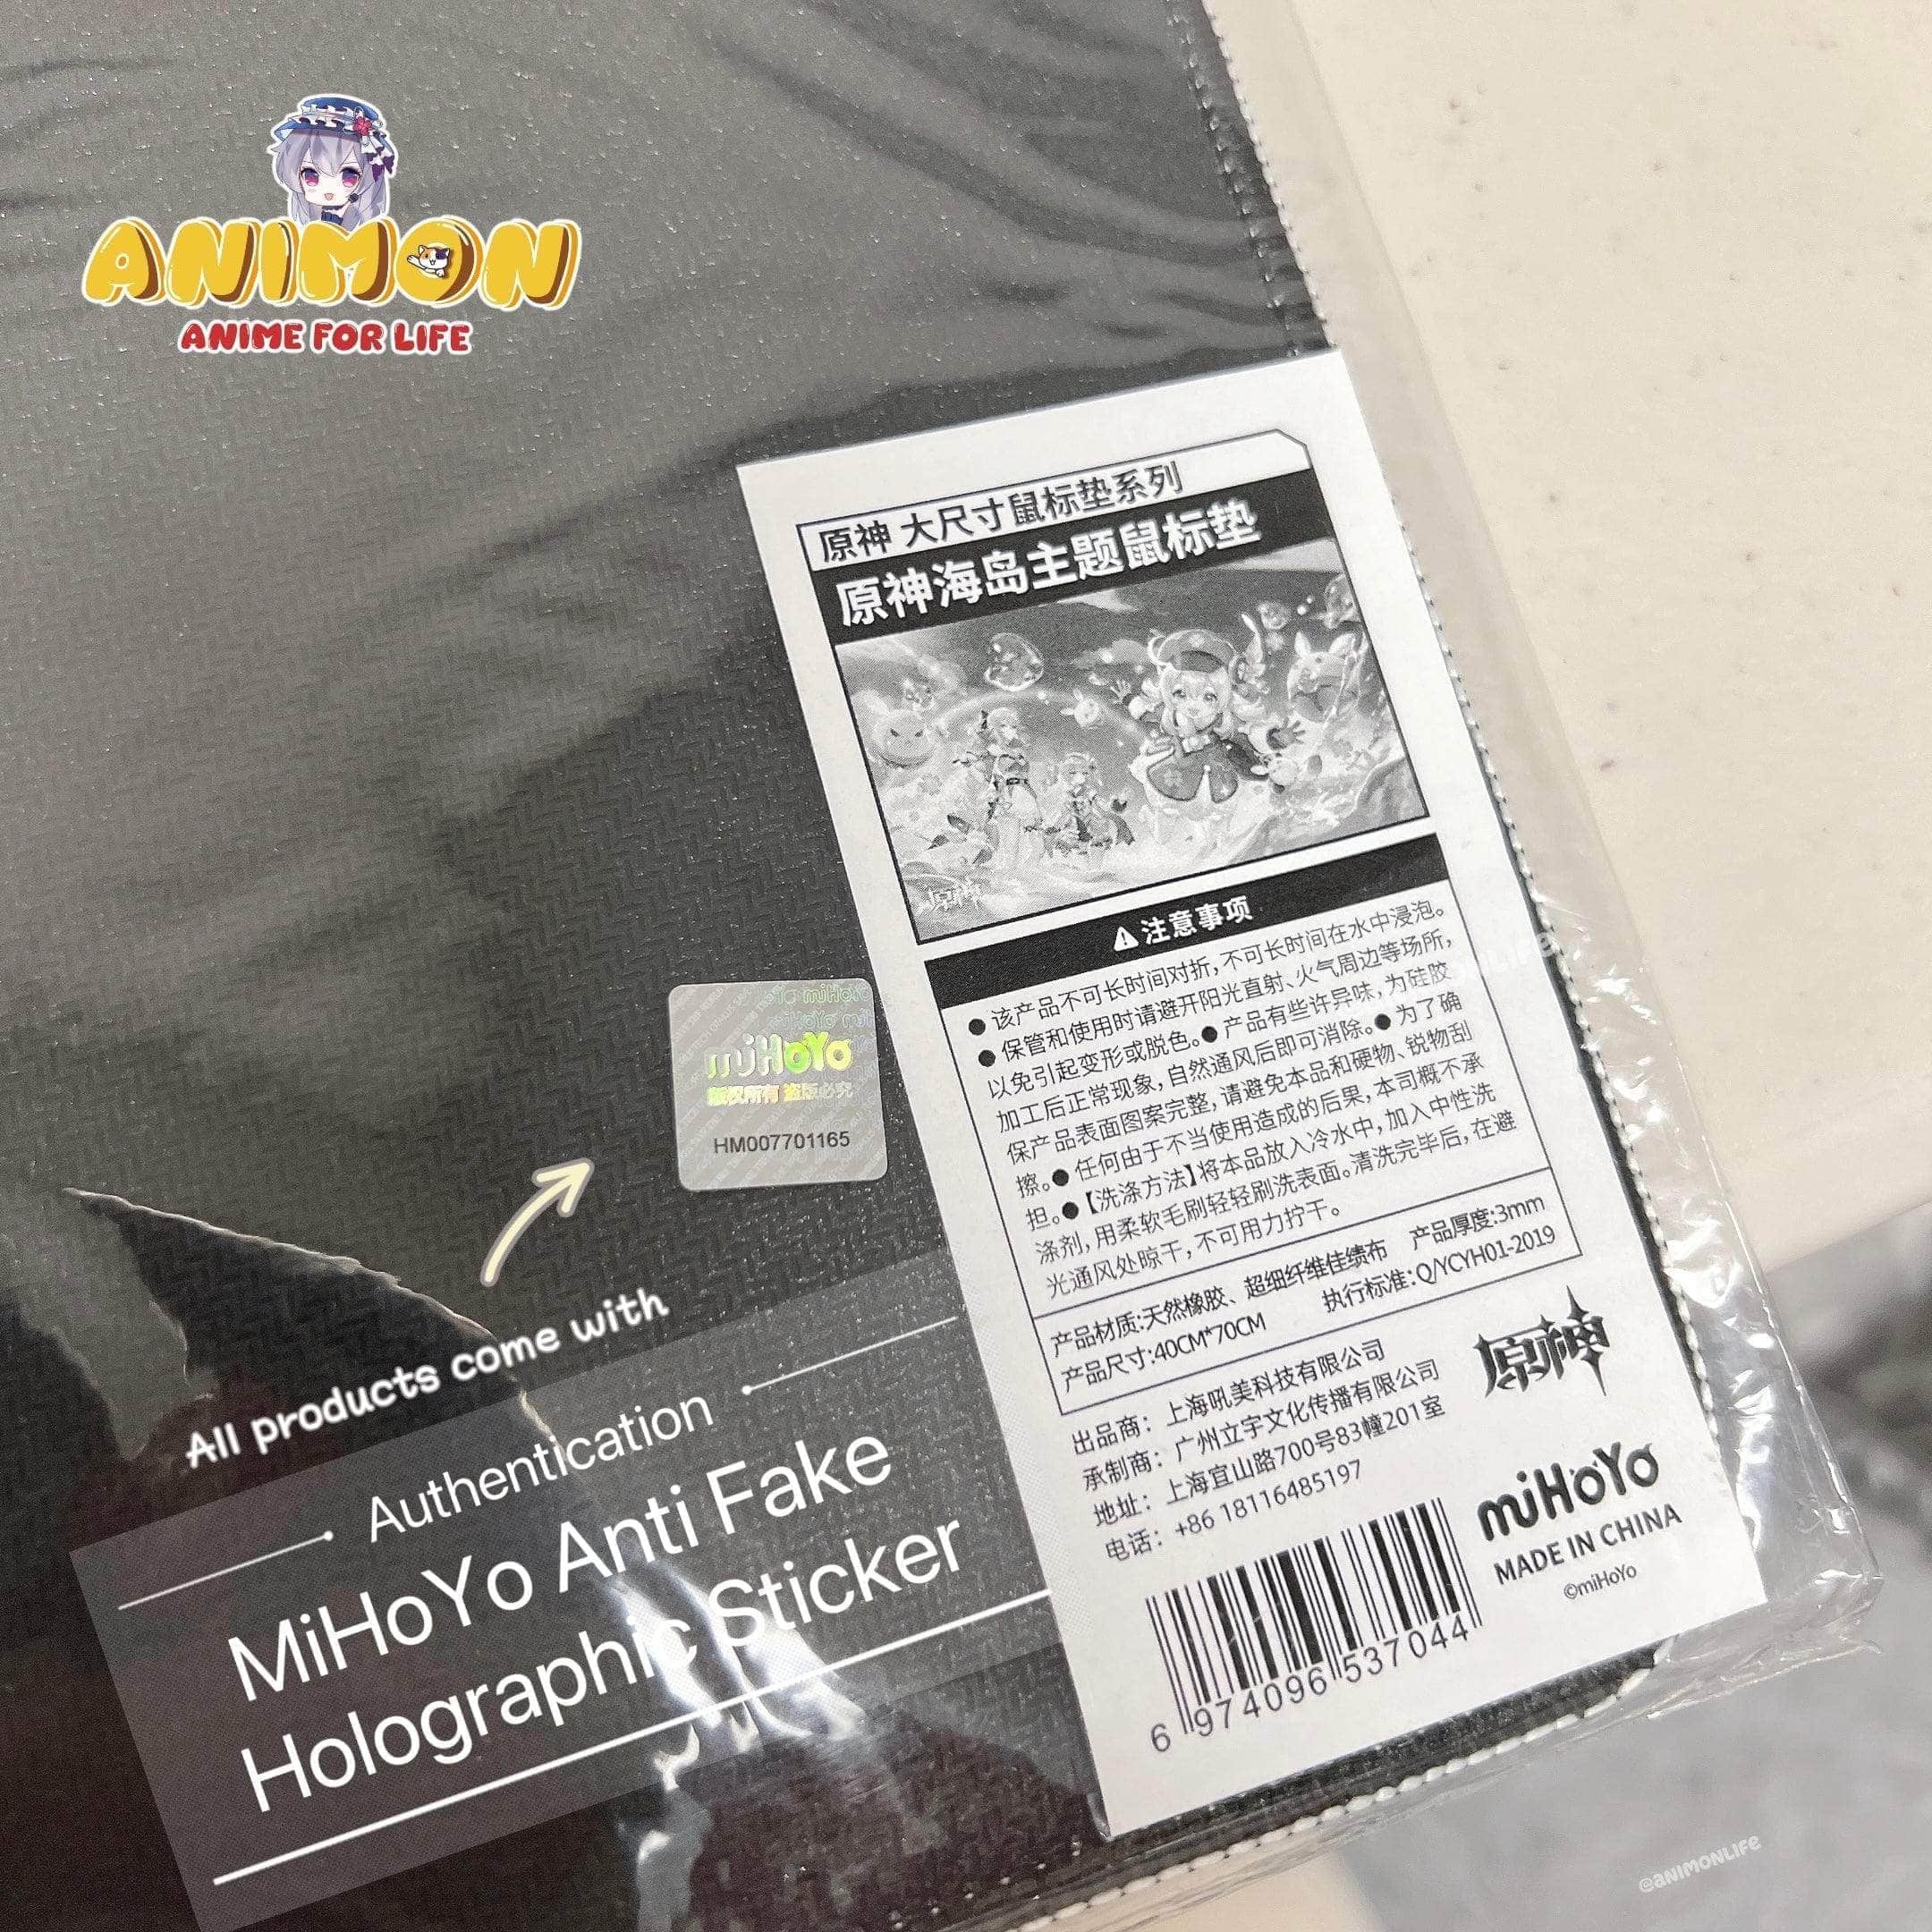 ANIMON
ANIME FOR LIFE
原神 大尺寸鼠标垫系列
原神海岛主题鼠标垫
原神
注意事项
● 该产品不可长时间对折，不可长时间在水中浸泡。
● 保管和使用时请避开阳光直射、火气周边等场所，
以免引起变形或脱色。● 产品有些许异味，为硅胶
加工后正常现象，自然通风后即可消除。● 为了确
保产品表面图案完整，请避免本品和硬物、锐物刮
擦。● 任何由于不当使用造成的后果，本司概不承
担。●【洗涤方法】将本品放入冷水中，加入中性洗
涤剂，用柔软毛刷轻轻刷洗表面。清洗完毕后，在避
光通风处晾干，不可用力拧干。
产品材质:天然橡胶、超细纤维佳绩布 产品厚度:3mm
产品尺寸:40CM*70CM 执行标准：Q/YCYH01-2019
出品商： 上海吼美科技有限公司
承制商： 广州立宇文化传播有限公司
地址： 上海宜山路700号83幢201室
电话： +86 18116485197
原神
miHoYo
MADE IN CHINA
©miHoYo
6 974096 537044
miHoYo
miHoYo
miHoYo
版权所有 盗版必究
HM007701165
All products come with
Authentication
MiHoYo Anti Fake
Holographic Sticker
@ANIMONLIFE